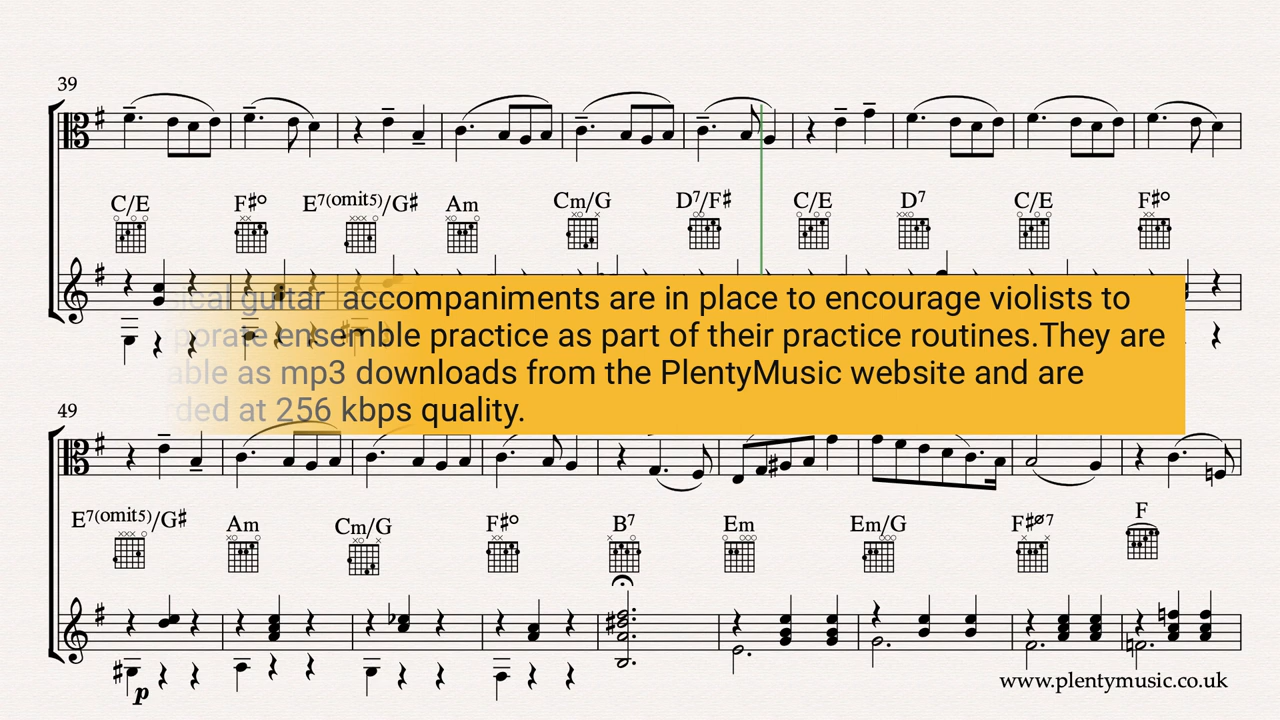 39
C/E F#o E7(omit5)/G# Am Cm/G D7/F# C/E D7 C/E F#o
guitar accompaniments are in place to encourage violists to
ensemble practice as part of their practice routines.They are
as mp3 downloads from the PlentyMusic website and are
at 256 kbps quality.
49
E7(omit5)/G# Am Cm/G F#o B7 Em Em/G F#ø7 F
p
www.plentymusic.co.uk